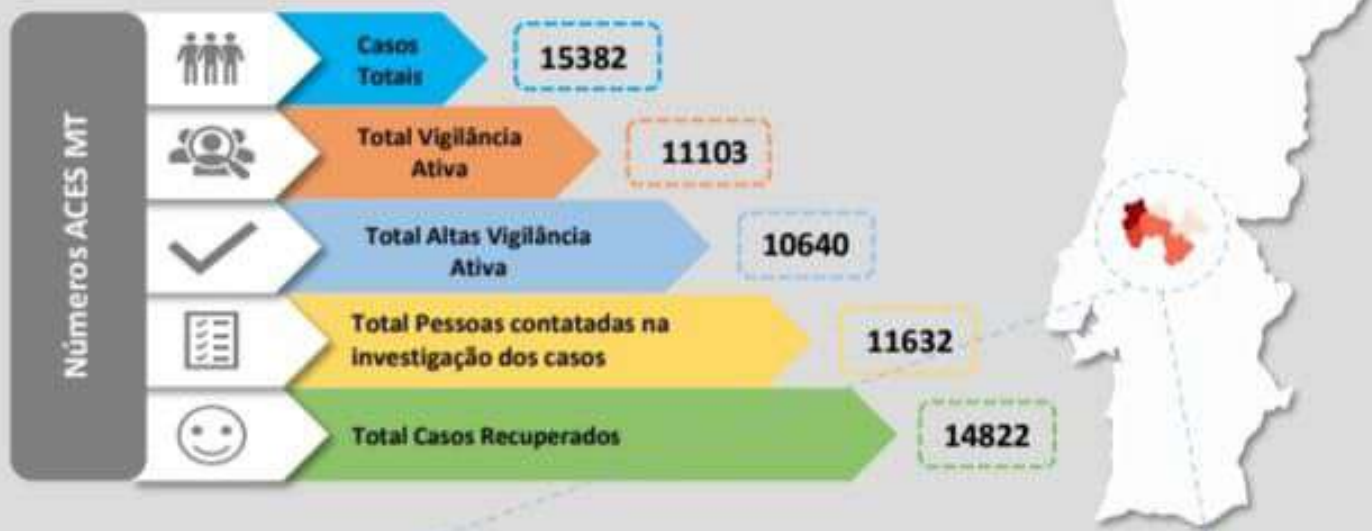 Números ACES MT
Casos
Totais
15382
Total Vigilância
Ativa
11103
Total Altas Vigilância
Ativa
10640
Total Pessoas contatadas na
investigação dos casos
11632
Total Casos Recuperados
14822